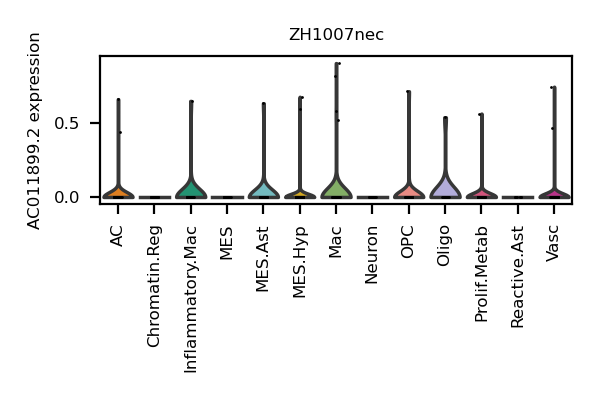 ZH1007nec
AC011899.2 expression
0.5
0.0
AC
Chromatin.Reg
Inflammatory.Mac
MES
MES.Ast
MES.Hyp
Mac
Neuron
OPC
Oligo
Prolif.Metab
Reactive.Ast
Vasc